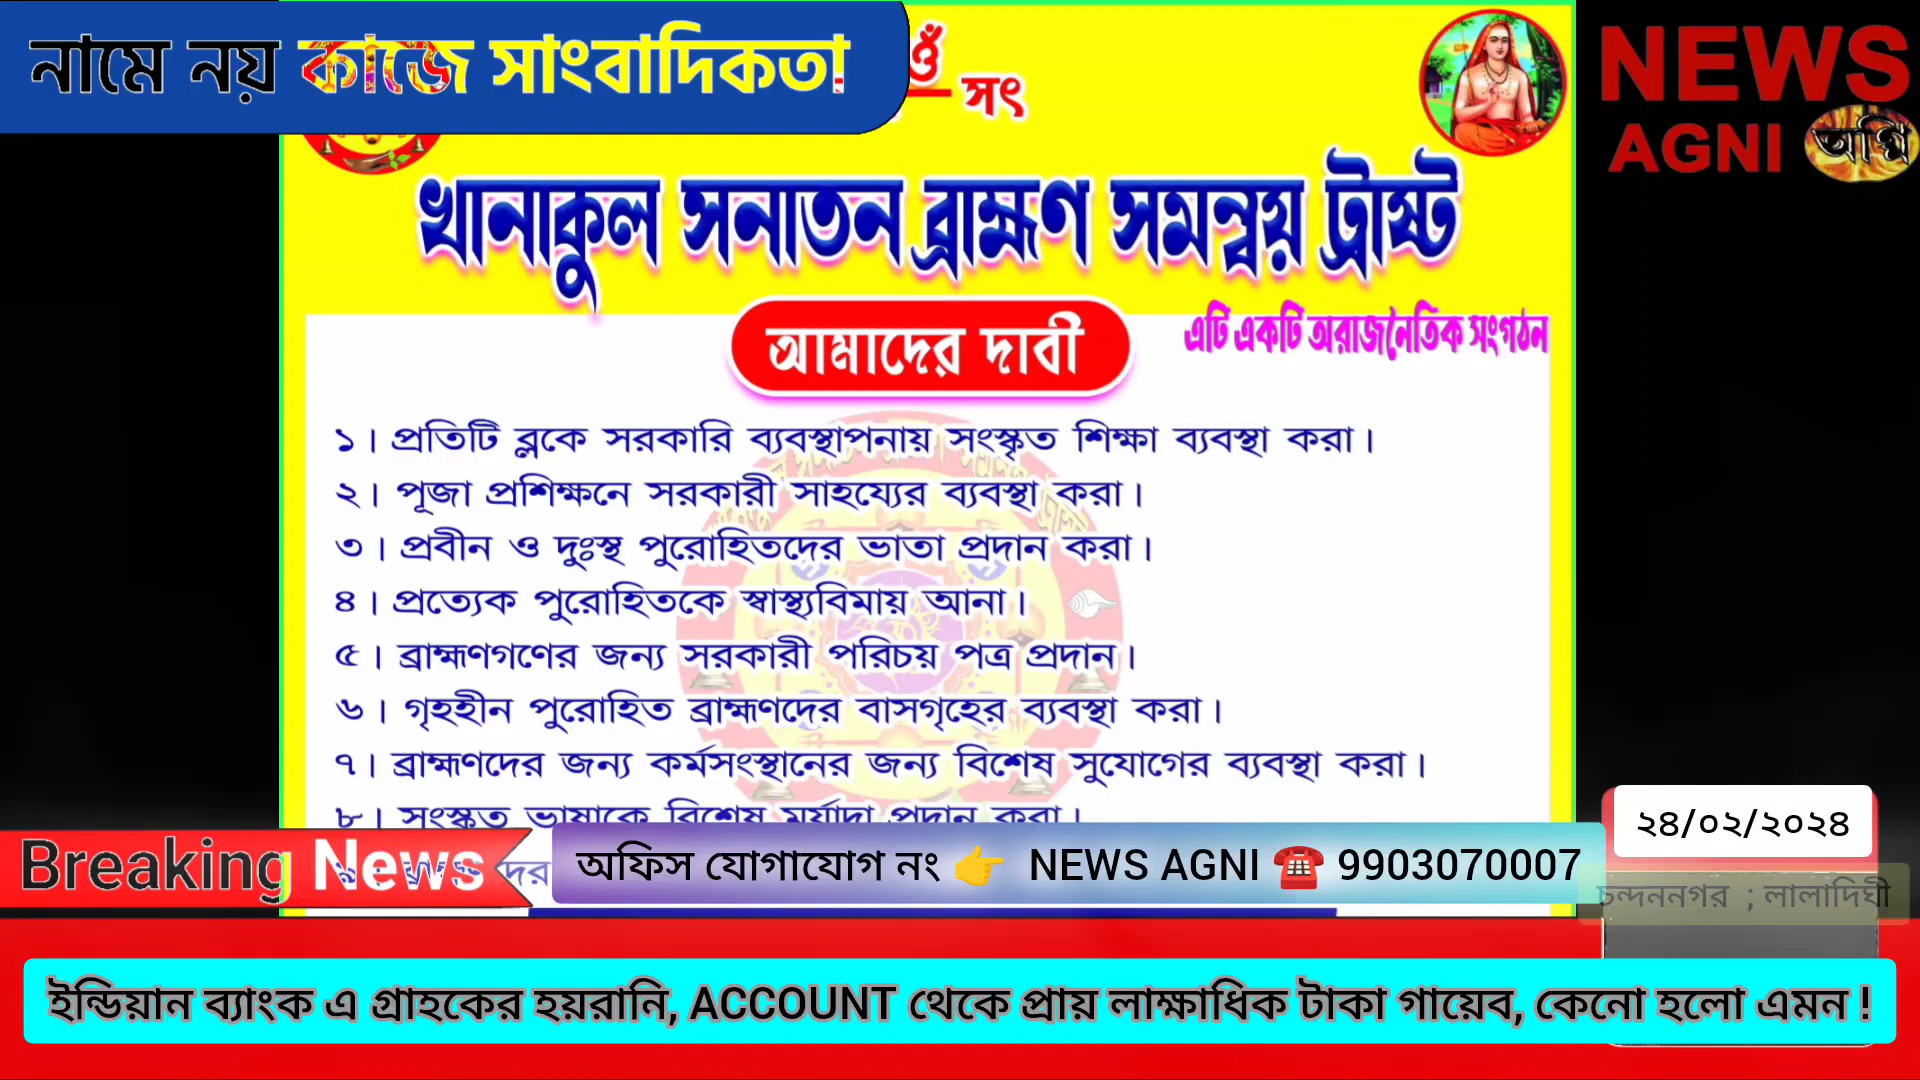 নামে নয় কাজে সাংবাদিকতা
ওঁ
সৎ
NEWS
AGNI অগ্নি
খানাকুল সনাতন ব্রাহ্মণ সমন্বয় ট্রাষ্ট
আমাদের দাবী
এটি একটি অরাজনৈতিক সংগঠন
১। প্রতিটি ব্লকে সরকারি ব্যবস্থাপনায় সংস্কৃত শিক্ষা ব্যবস্থা করা।
২। পূজা প্রশিক্ষনে সরকারী সাহয্যের ব্যবস্থা করা।
৩। প্রবীন ও দুঃস্থ পুরোহিতদের ভাতা প্রদান করা।
৪। প্রত্যেক পুরোহিতকে স্বাস্থ্যবিমায় আনা।
৫। ব্রাহ্মণগণের জন্য সরকারী পরিচয় পত্র প্রদান।
৬। গৃহহীন পুরোহিত ব্রাহ্মণদের বাসগৃহের ব্যবস্থা করা।
৭। ব্রাহ্মণদের জন্য কর্মসংস্থানের জন্য বিশেষ সুযোগের ব্যবস্থা করা।
৮। সংস্কৃত ভাষাকে বিশেষ মর্যাদা প্রদান করা।
২৪/০২/২০২৪
Breaking News
অফিস যোগাযোগ নং 👉 NEWS AGNI ☎️ 9903070007
চন্দননগর ; লালাদিঘী
ইন্ডিয়ান ব্যাংক এ গ্রাহকের হয়রানি, ACCOUNT থেকে প্রায় লাক্ষাধিক টাকা গায়েব, কেনো হলো এমন !